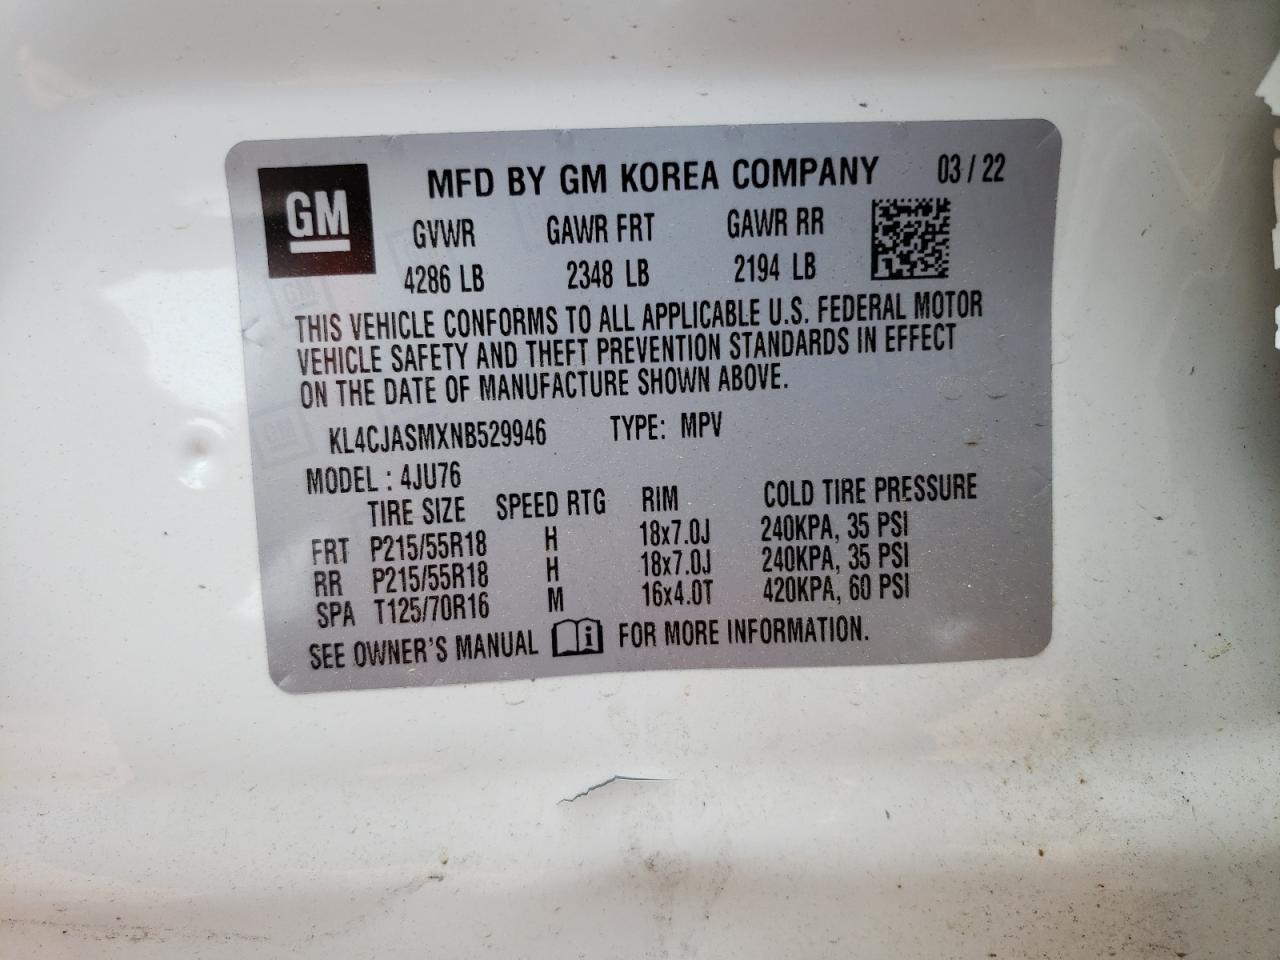 GM
MFD BY GM KOREA COMPANY 03 / 22
GVWR GAWR FRT GAWR RR
4286 LB 2348 LB 2194 LB
THIS VEHICLE CONFORMS TO ALL APPLICABLE U.S. FEDERAL MOTOR
VEHICLE SAFETY AND THEFT PREVENTION STANDARDS IN EFFECT
ON THE DATE OF MANUFACTURE SHOWN ABOVE.
KL4CJASMXNB529946 TYPE: MPV
MODEL : 4JU76
TIRE SIZE SPEED RTG RIM COLD TIRE PRESSURE
FRT P215/55R18 H 18x7.0J 240KPA, 35 PSI
RR P215/55R18 H 18x7.0J 240KPA, 35 PSI
SPA T125/70R16 M 16x4.0T 420KPA, 60 PSI
SEE OWNER'S MANUAL i FOR MORE INFORMATION.